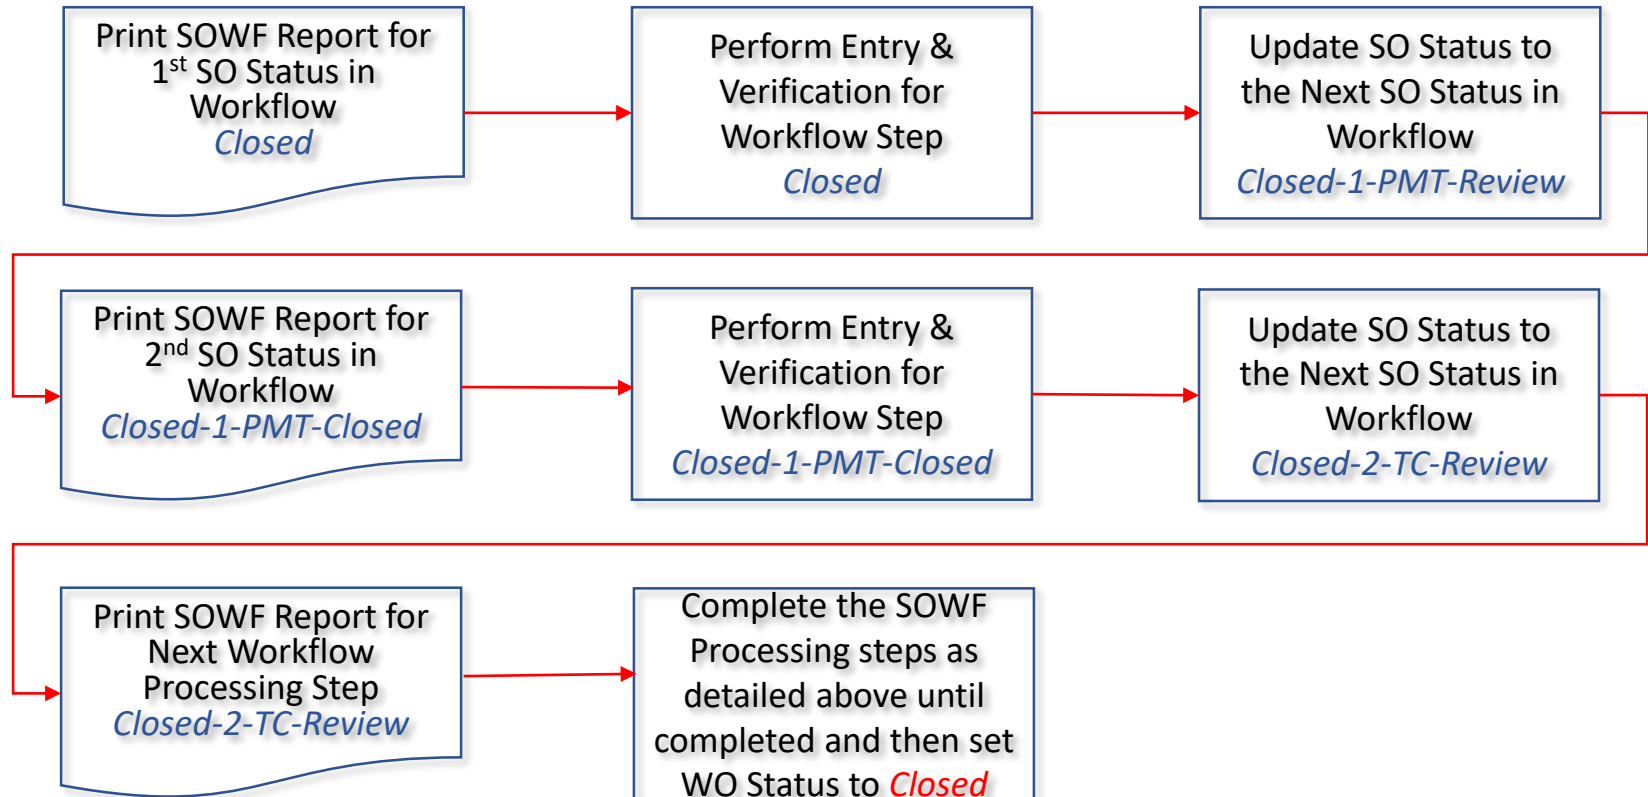 Print SOWF Report for
1st SO Status in
Workflow
Closed
Perform Entry &
Verification for
Workflow Step
Closed
Update SO Status to
the Next SO Status in
Workflow
Closed-1-PMT-Review
Print SOWF Report for
2nd SO Status in
Workflow
Closed-1-PMT-Closed
Perform Entry &
Verification for
Workflow Step
Closed-1-PMT-Closed
Update SO Status to
the Next SO Status in
Workflow
Closed-2-TC-Review
Print SOWF Report for
Next Workflow
Processing Step
Closed-2-TC-Review
Complete the SOWF
Processing steps as
detailed above until
completed and then set
WO Status to Closed